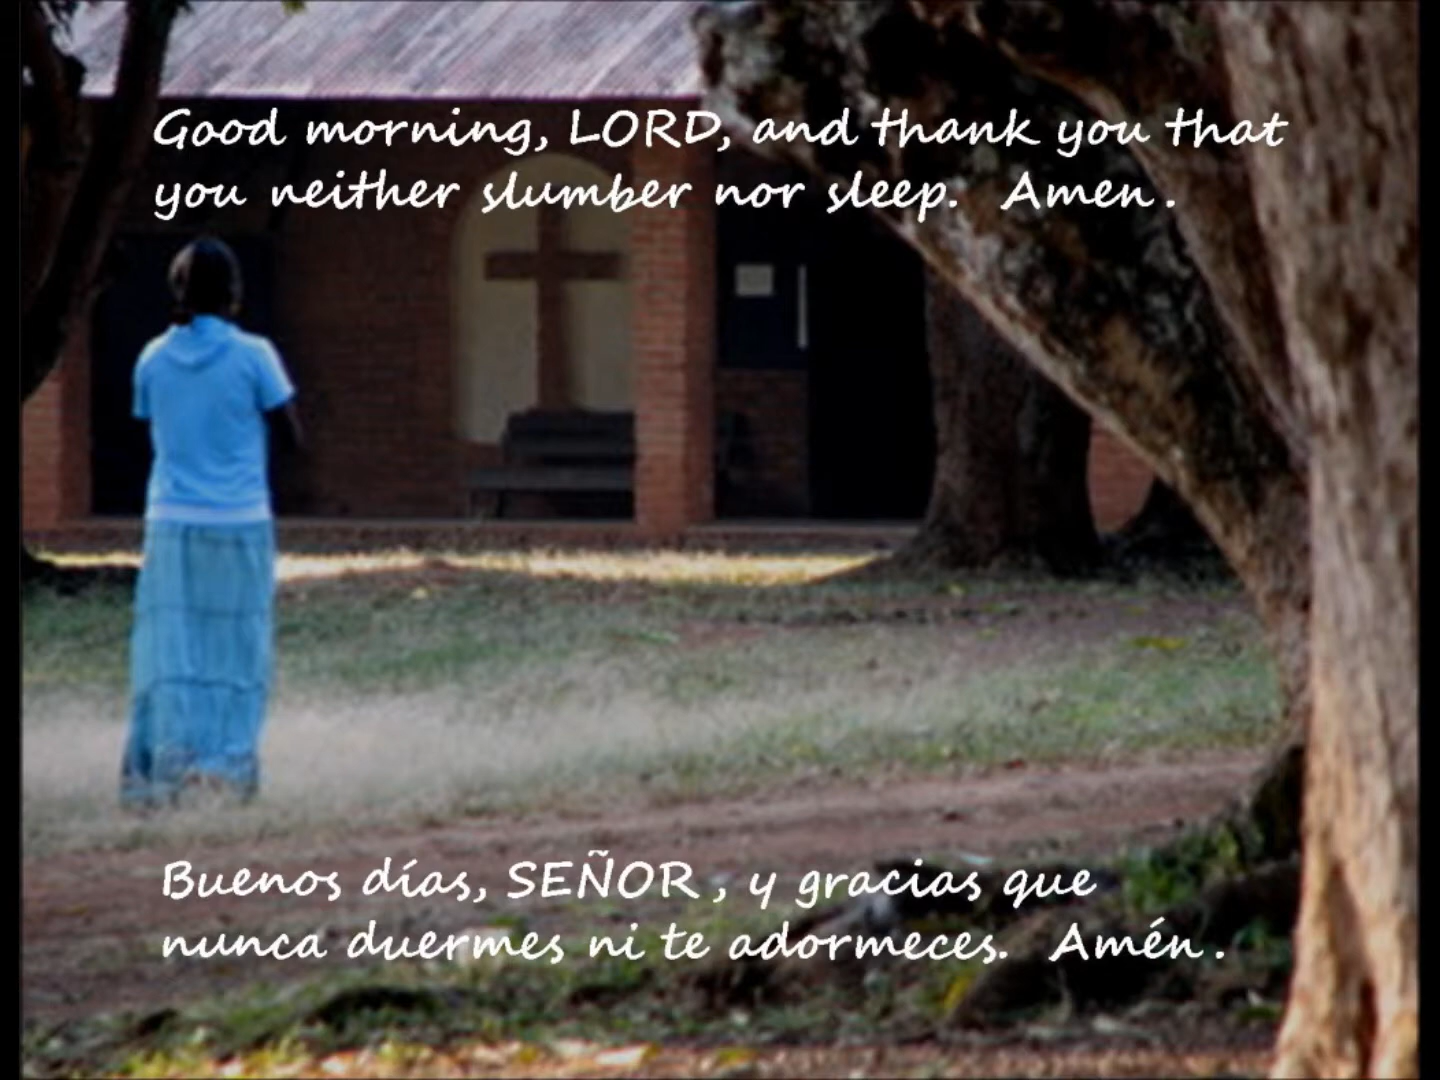 Good morning, LORD, and thank you that
you neither slumber nor sleep. Amen.
Buenos días, SEÑOR, y gracias que
nunca duermes ni te adormeces. Amén.